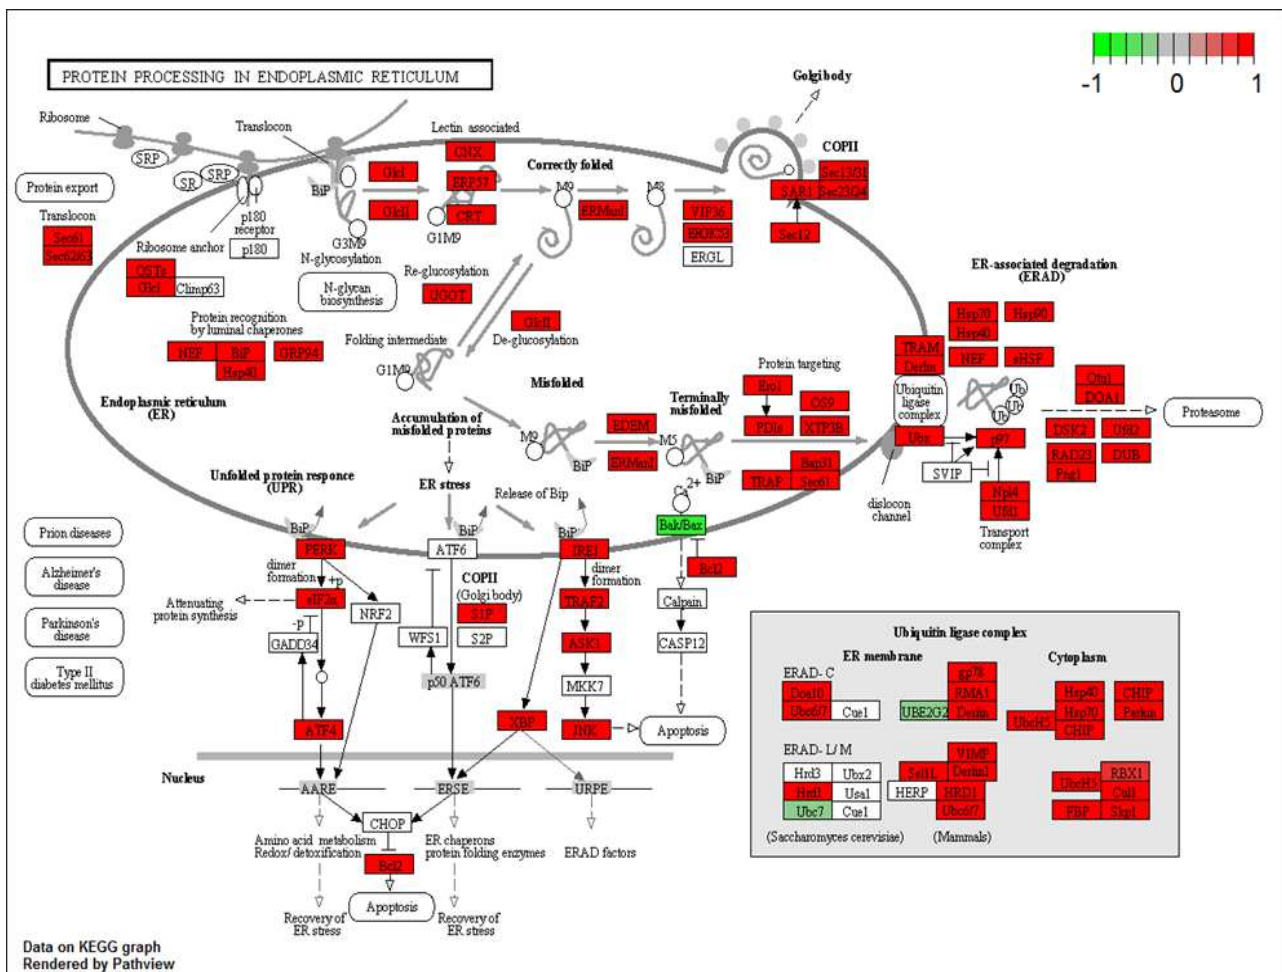 PROTEIN PROCESSING IN ENDOPLASMIC RETICULUM
-1 0 1
Golgi body
Ribosome
Translocon
Lectin associated
SRP
SRP
SR
Protein export
BiP
GlcI
GlcII
CNX
ERP57
CRT
G1M9
Correctly folded
M9
ERManI
M8
VIP36
ERGIC53
ERGL
COPII
Sec13/31
SAR1
Sec23/24
Sec12
Translocon
Sec61
Sec62/63
Ribosome anchor
p180
receptor
p180
G3M9
N-glycosylation
N-glycan
biosynthesis
OSTs
GlcI
Climp63
Re-glucosylation
UGGT
GlcII
De-glucosylation
Protein recognition
by luminal chaperones
NEF
BiP
GRP94
Hsp40
Folding intermediate
G1M9
Endoplasmic reticulum
(ER)
ER-associated degradation
(ERAD)
Hsp70
Hsp90
Hsp40
TRAM
NEF
sHSF
Derlin
Ubiquitin
ligase
complex
Ub
Ub
Ub
Otu1
DOA1
Proteasome
Misfolded
Accumulation of
misfolded proteins
Terminally
misfolded
Protein targeting
Ero1
OS9
PDIs
XTP3B
M9
EDEM
ERManI
BiP
M5
BiP
Bap31
TRAP
Sec61
Ubx
p97
SVIP
DSK2
Ufd2
RAD23
DUB
Png1
Npl4
Ufd1
Transport
complex
dislocon
channel
Unfolded protein responce
(UPR)
ER stress
Release of Bip
2+
Ca
BiP
BiP
BiP
PERK
ATF6
IRE1
Bak/Bax
Bcl2
Prion diseases
Alzheimer's
disease
Parkinson's
disease
Type II
diabetes mellitus
dimer
formation
+p
Attenuating
protein synthesis
eIF2α
-p
GADD34
NRF2
ATF4
COPII
(Golgi body)
S1P
S2P
WFS1
p50 ATF6
dimer
formation
TRAF2
ASK1
MKK7
JNK
XBP
Calpain
CASP12
Apoptosis
Nucleus
AARE
ERSE
URPE
CHOP
Amino acid metabolism
Redox/detoxification
ER chaperons
protein folding enzymes
ERAD factors
Bcl2
Apoptosis
Recovery of
ER stress
Recovery of
ER stress
Ubiquitin ligase complex
ER membrane
Cytoplasm
ERAD-C
Doa10
Ubc6/7
Cue1
gp78
RMA1
UBE2G2
Derlin
Hsp40
CHIP
Hsp70
Parkin
UbcH5
CHIP
ERAD-L/M
Hrd3
Ubx2
Hrd1
Usa1
Ubc7
Cue1
VIMP
Sel1L
Derlin1
HERP
HRD1
Ubc6/7
UbcH5
RBX1
Cul1
FBP
Skp1
(Saccharomyces cerevisiae)
(Mammals)
Data on KEGG graph
Rendered by Pathview